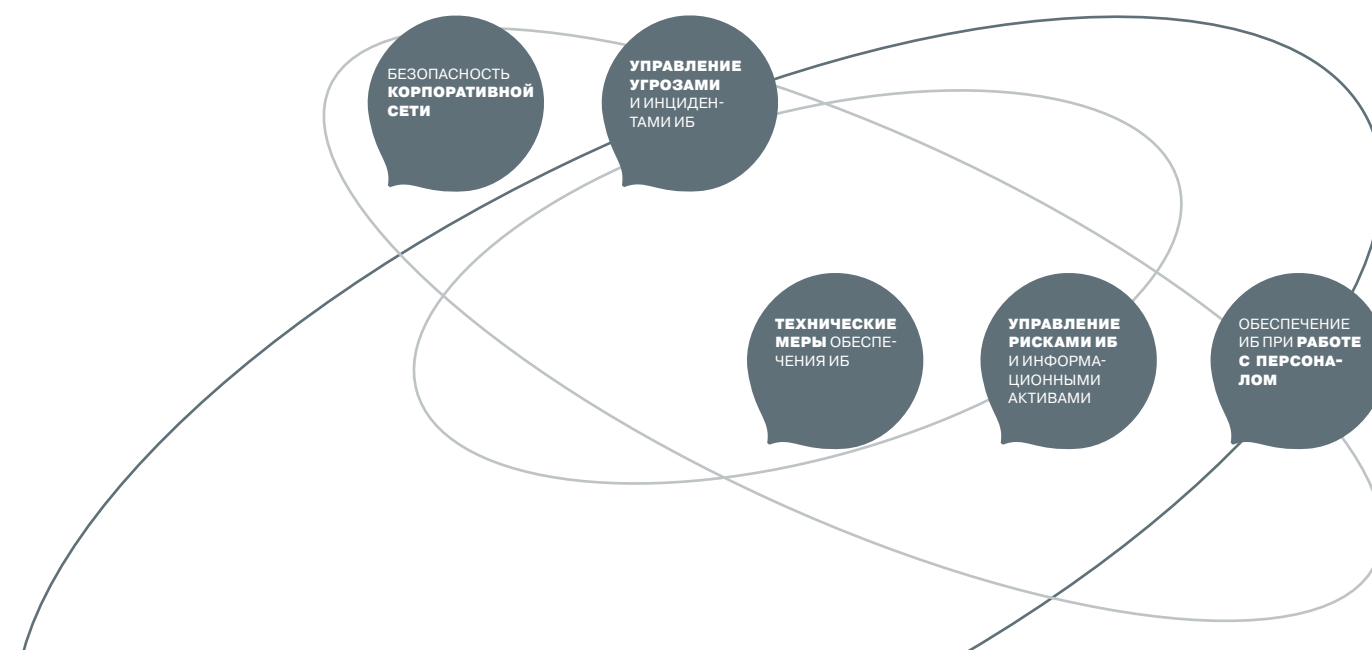 БЕЗОПАСНОСТЬ
КОРПОРАТИВНОЙ
СЕТИ
УПРАВЛЕНИЕ
УГРОЗАМИ
И ИНЦИДЕН-
ТАМИ ИБ
ТЕХНИЧЕСКИЕ
МЕРЫ ОБЕСПЕ-
ЧЕНИЯ ИБ
УПРАВЛЕНИЕ
РИСКАМИ ИБ
И ИНФОРМА-
ЦИОННЫМИ
АКТИВАМИ
ОБЕСПЕЧЕНИЕ
ИБ ПРИ РАБОТЕ
С ПЕРСОНА-
ЛОМ